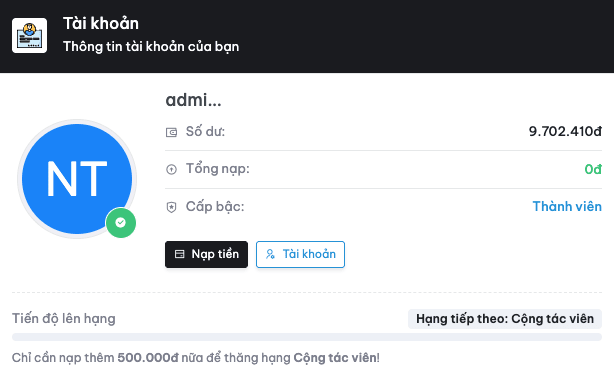 Tài khoản
Thông tin tài khoản của bạn
admi...
NT
Số dư:
9.702.410đ
Tổng nạp:
0đ
Cấp bậc:
Thành viên
Nạp tiền
Tài khoản
Tiến độ lên hạng
Hạng tiếp theo: Cộng tác viên
Chỉ cần nạp thêm 500.000đ nữa để thăng hạng Cộng tác viên!